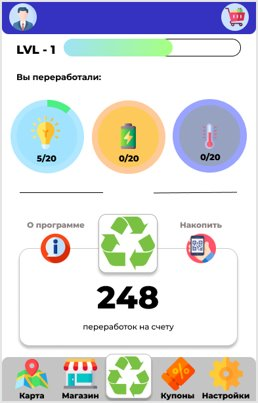 LVL - 1
Вы переработали:
5/20
0/20
0/20
О программе
Накопить
248
переработок на счету
Карта
Магазин
Купоны
Настройки